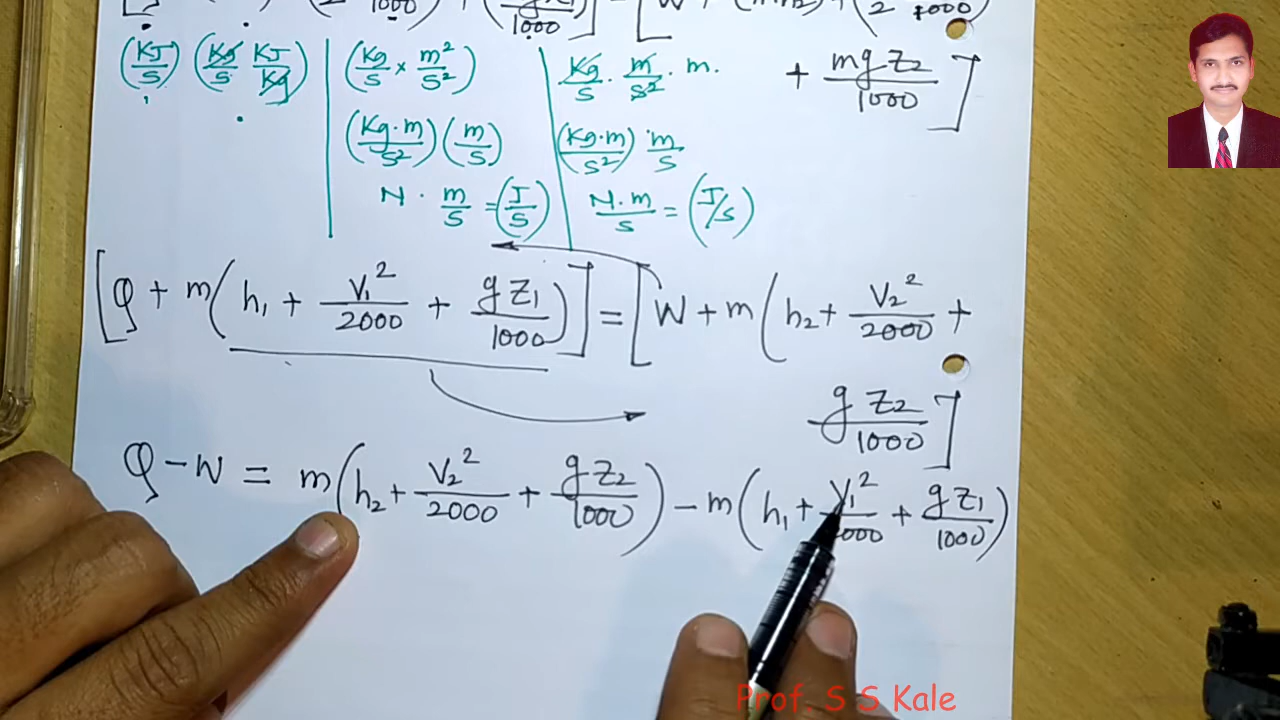 + mgz₂/1000]
(KJ/S) (Kg/S KJ/Kg) | (Kg/S × m²/S²) | Kg/S · m/S² · m.
(Kg·m/S²)(m/S) | (Kg·m/S²) · m/S
N · m/S = (J/S) | N·m/S = (J/S)
[Q + m(h₁ + V₁²/2000 + gZ₁/1000)] = [W + m(h₂ + V₂²/2000 +
gZ₂/1000]
Q - W = m(h₂ + V₂²/2000 + gZ₂/1000) - m(h₁ + V₁²/2000 + gZ₁/1000)
Prof. S S Kale